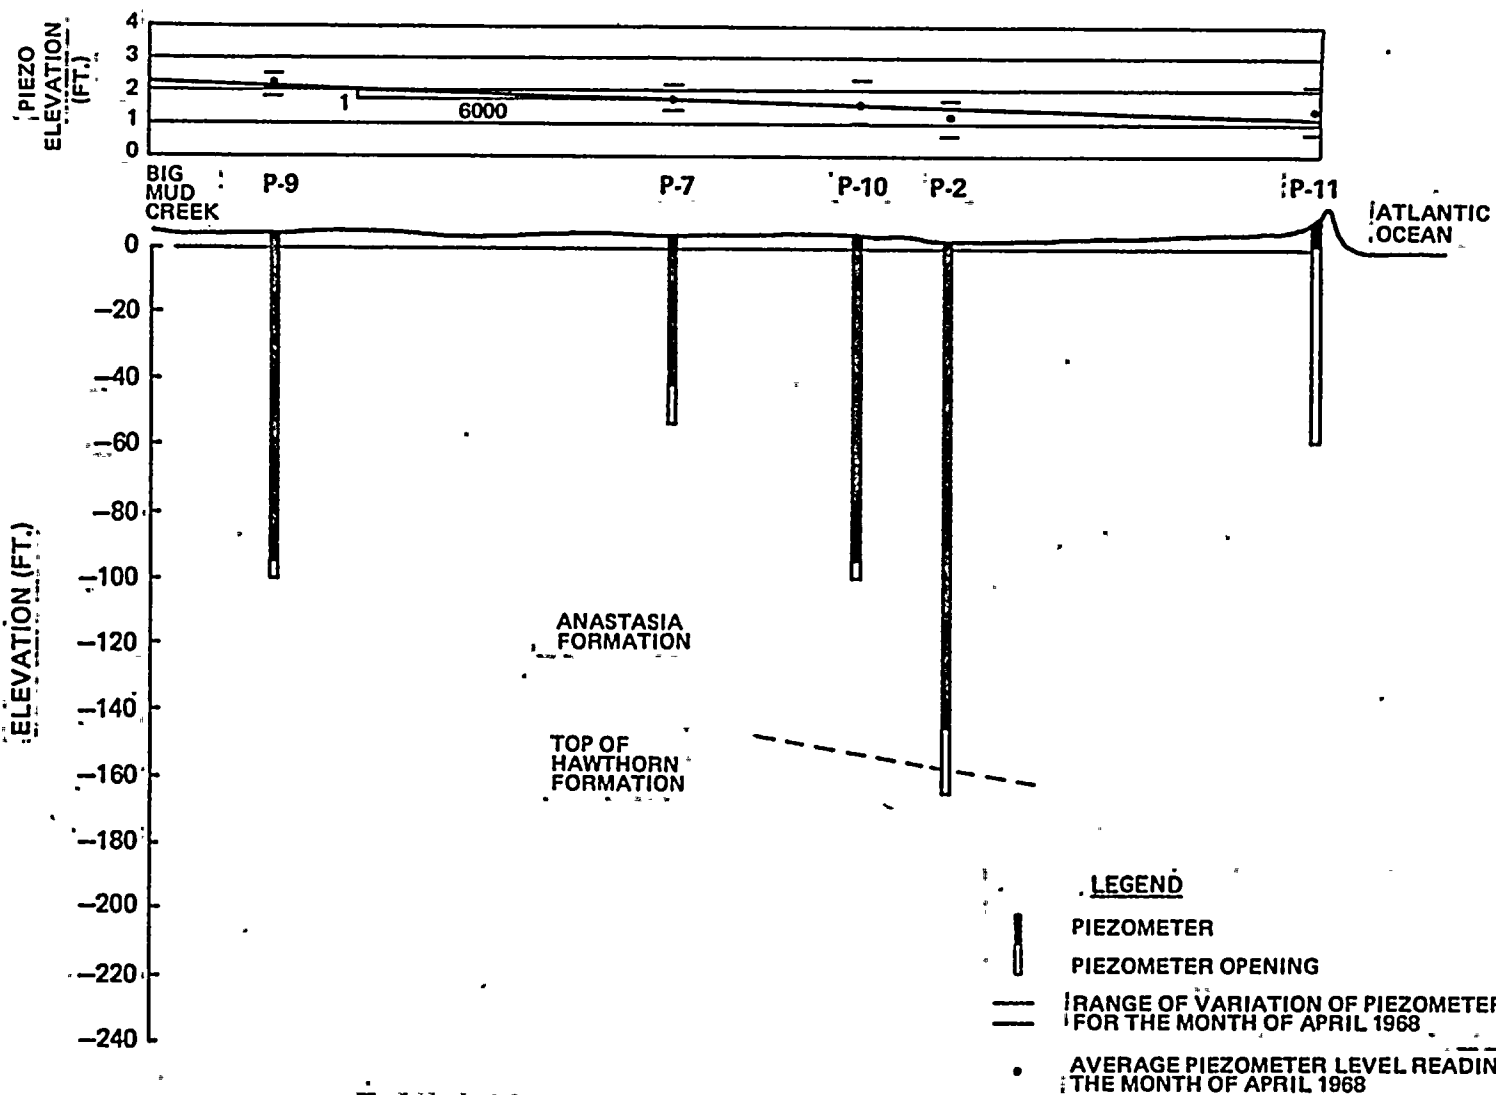 PIEZO
ELEVATION
(FT.)
4
3
2
1
0
1
6000
BIG
MUD
CREEK
P-9
P-7
P-10
P-2
P-11
ATLANTIC
OCEAN
ELEVATION (FT.)
0
—20
—40
—60
—80
—100
—120
—140
—160
—180
—200
—220
—240
ANASTASIA
FORMATION
TOP OF
HAWTHORN
FORMATION
LEGEND
PIEZOMETER
PIEZOMETER OPENING
RANGE OF VARIATION OF PIEZOMETER
FOR THE MONTH OF APRIL 1968
AVERAGE PIEZOMETER LEVEL READIN
THE MONTH OF APRIL 1968